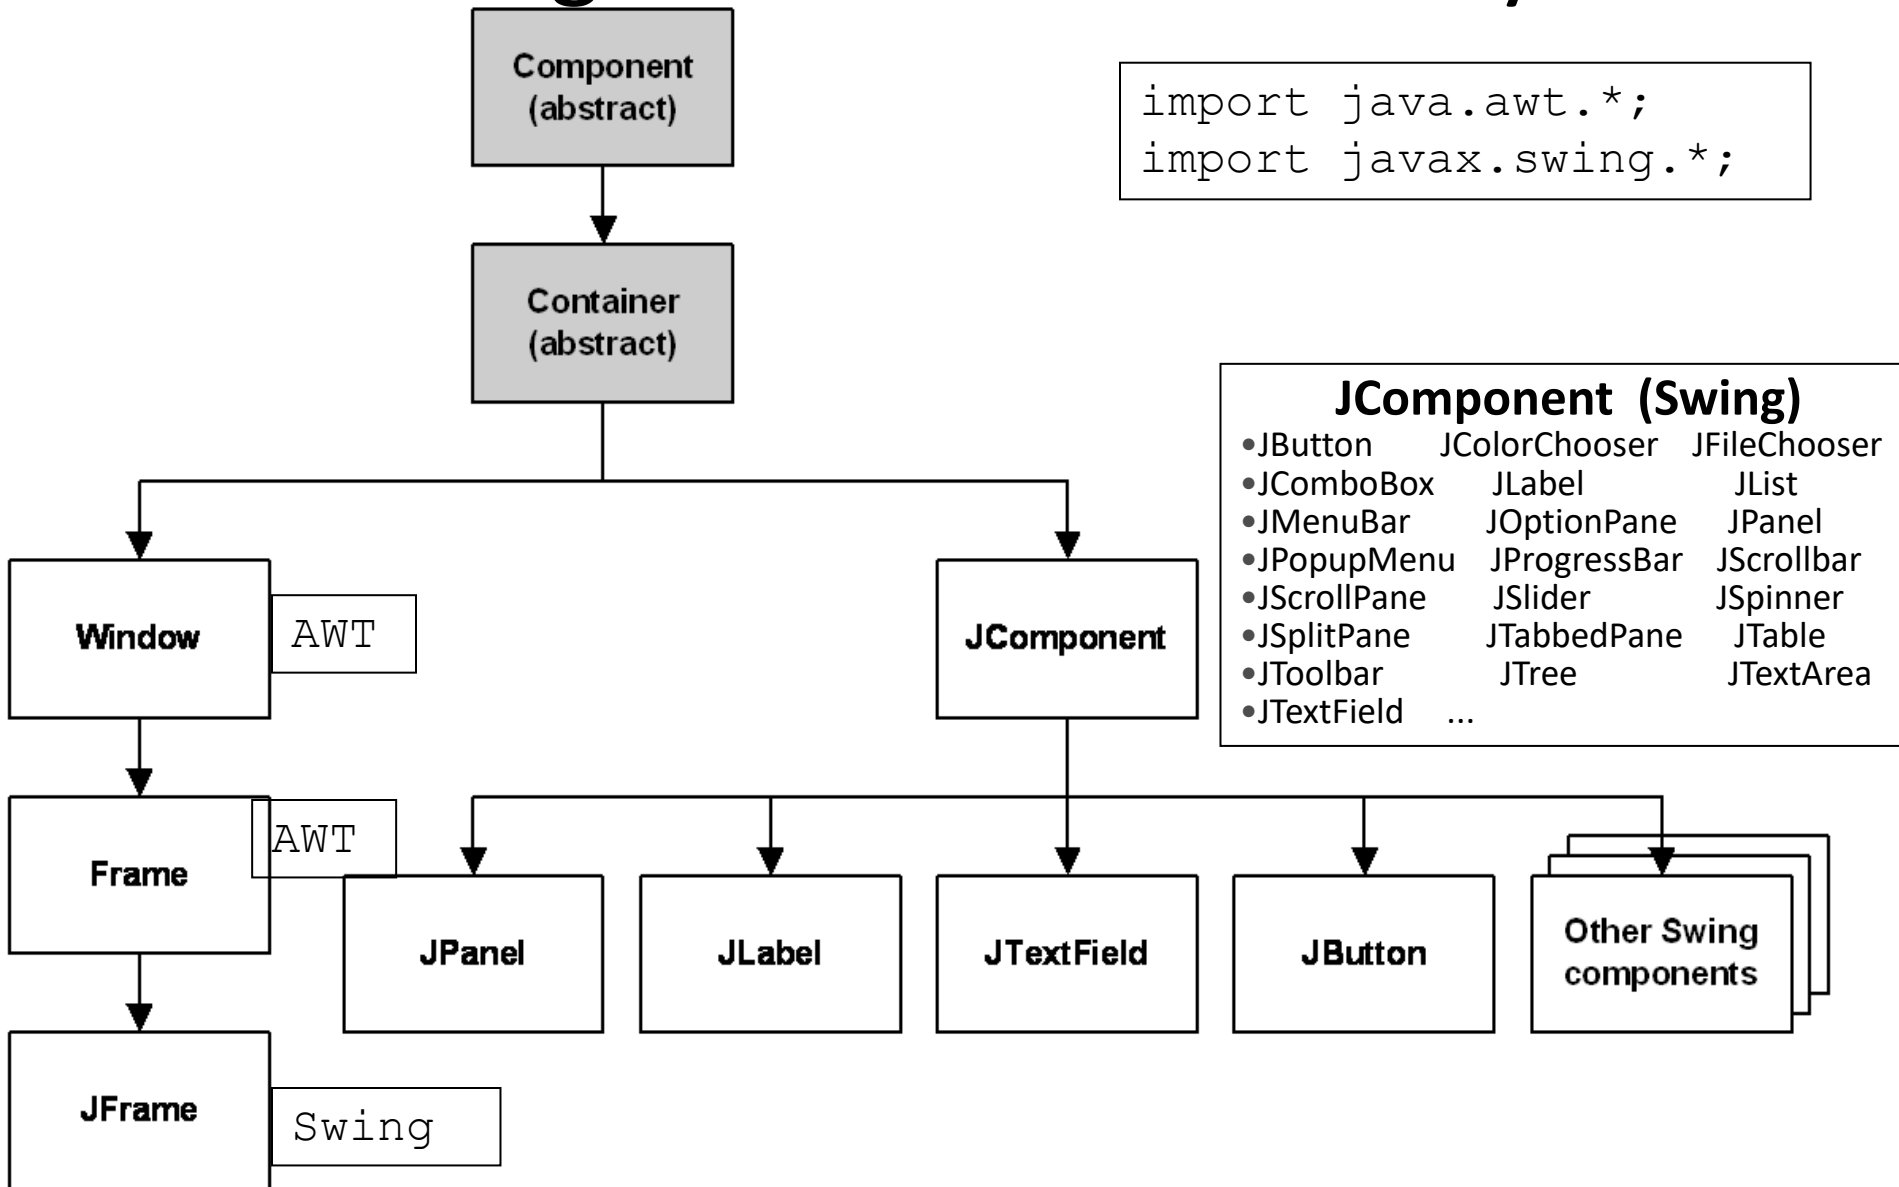 Component
(abstract)
import java.awt.*;
import javax.swing.*;
Container
(abstract)
JComponent (Swing)
•JButton JColorChooser JFileChooser
•JComboBox JLabel JList
•JMenuBar JOptionPane JPanel
•JPopupMenu JProgressBar JScrollbar
•JScrollPane JSlider JSpinner
•JSplitPane JTabbedPane JTable
•JToolbar JTree JTextArea
•JTextField ...
Window
AWT
JComponent
Frame
AWT
JPanel
JLabel
JTextField
JButton
Other Swing
components
JFrame
Swing